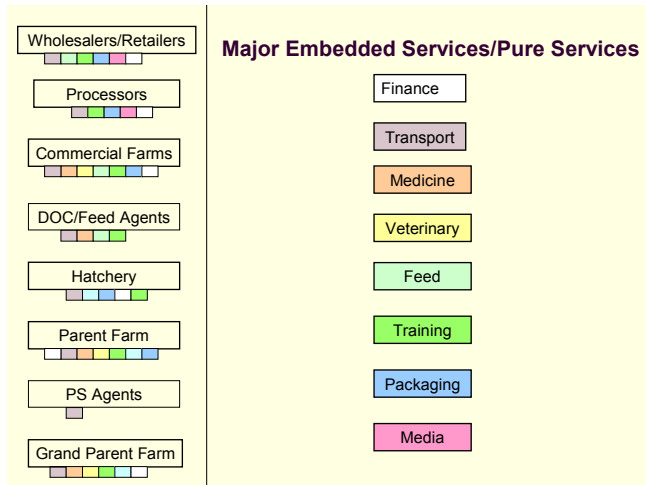 Wholesalers/Retailers
Processors
Commercial Farms
DOC/Feed Agents
Hatchery
Parent Farm
PS Agents
Grand Parent Farm
Major Embedded Services/Pure Services
Finance
Transport
Medicine
Veterinary
Feed
Training
Packaging
Media